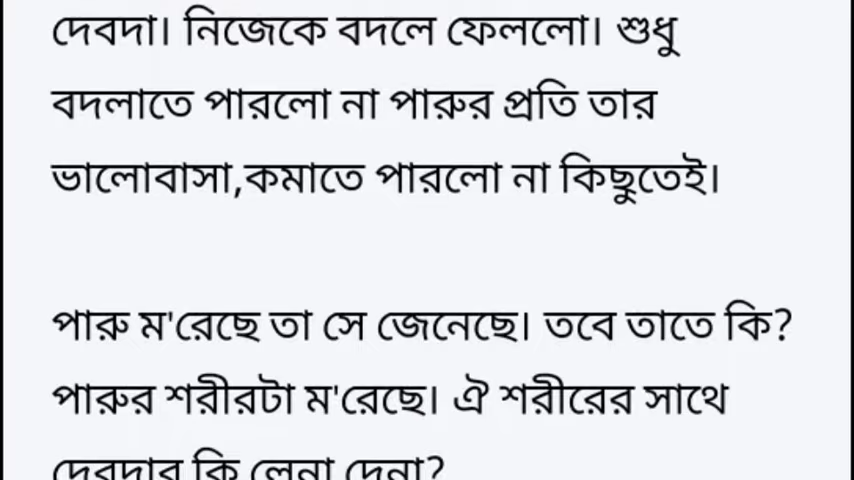 দেবদা। নিজেকে বদলে ফেললো। শুধু
বদলাতে পারলো না পারুর প্রতি তার
ভালোবাসা,কমাতে পারলো না কিছুতেই।
পারু ম'রেছে তা সে জেনেছে। তবে তাতে কি?
পারুর শরীরটা ম'রেছে। ঐ শরীরের সাথে
দেবদার কি লেনা দেনা?